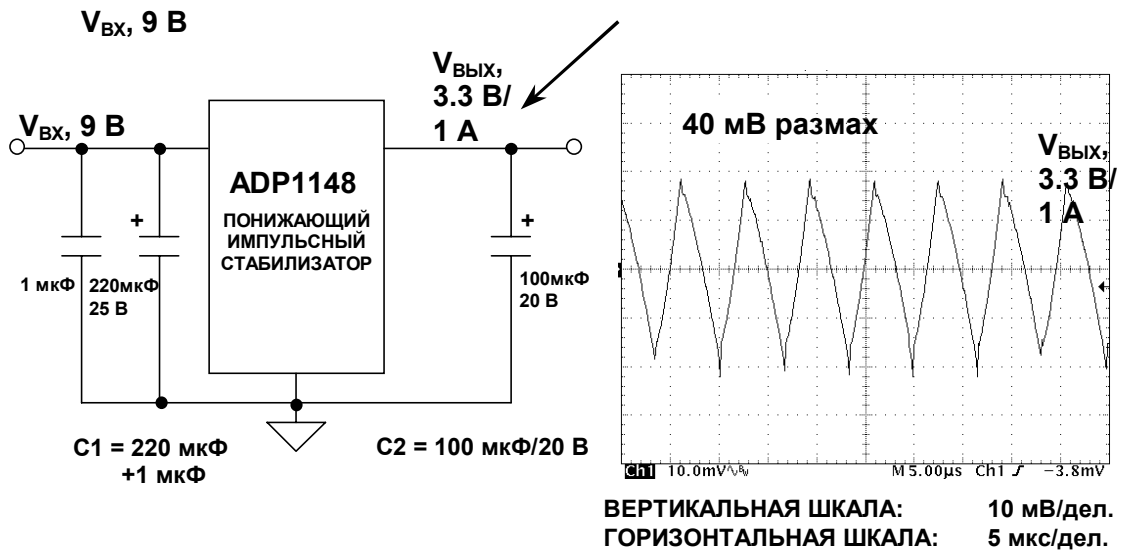 VВХ, 9 В
VВЫХ,
3.3 В/
1 А
VВХ, 9 В
ADP1148
ПОНИЖАЮЩИЙ
ИМПУЛЬСНЫЙ
СТАБИЛИЗАТОР
+
1 мкФ
220мкФ
25 В
+
100мкФ
20 В
C1 = 220 мкФ
+1 мкФ
C2 = 100 мкФ/20 В
40 мВ размах
VВЫХ,
3.3 В/
1 А
Ch1 10.0mV M 5.00µs Ch1 -3.8mV
ВЕРТИКАЛЬНАЯ ШКАЛА: 10 мВ/дел.
ГОРИЗОНТАЛЬНАЯ ШКАЛА: 5 мкс/дел.